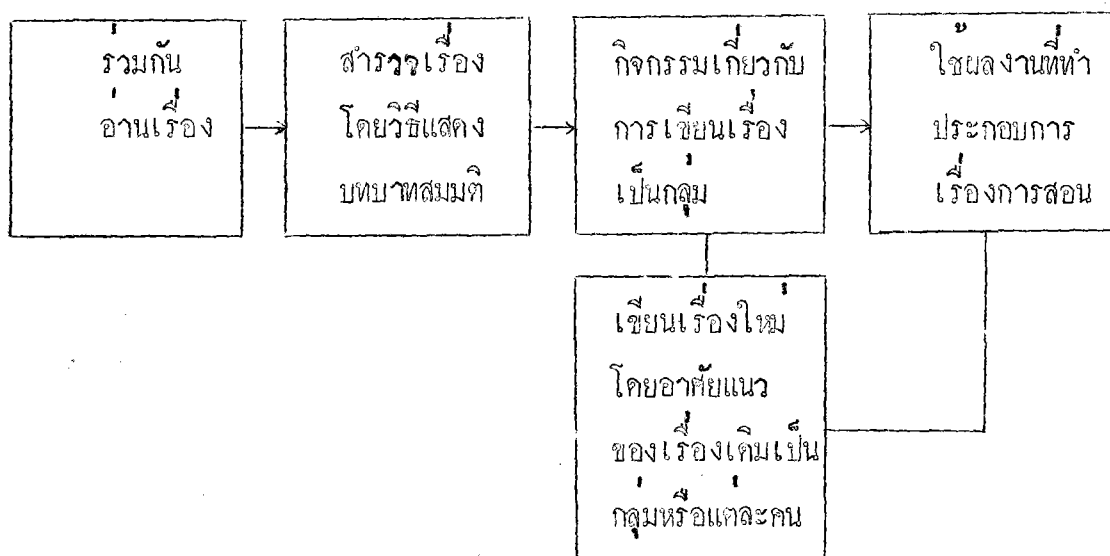 ร่วมกัน
อ่านเรื่อง
สำรวจเรื่อง
โดยวิธีแสดง
บทบาทสมมติ
กิจกรรมเกี่ยวกับ
การเขียนเรื่อง
เป็นกลุ่ม
ใช้ผลงานที่ทำ
ประกอบการ
เรื่องการสอน
เขียนเรื่องใหม่
โดยอาศัยแนว
ของเรื่องเดิมเป็น
กลุ่มหรือแต่ละคน